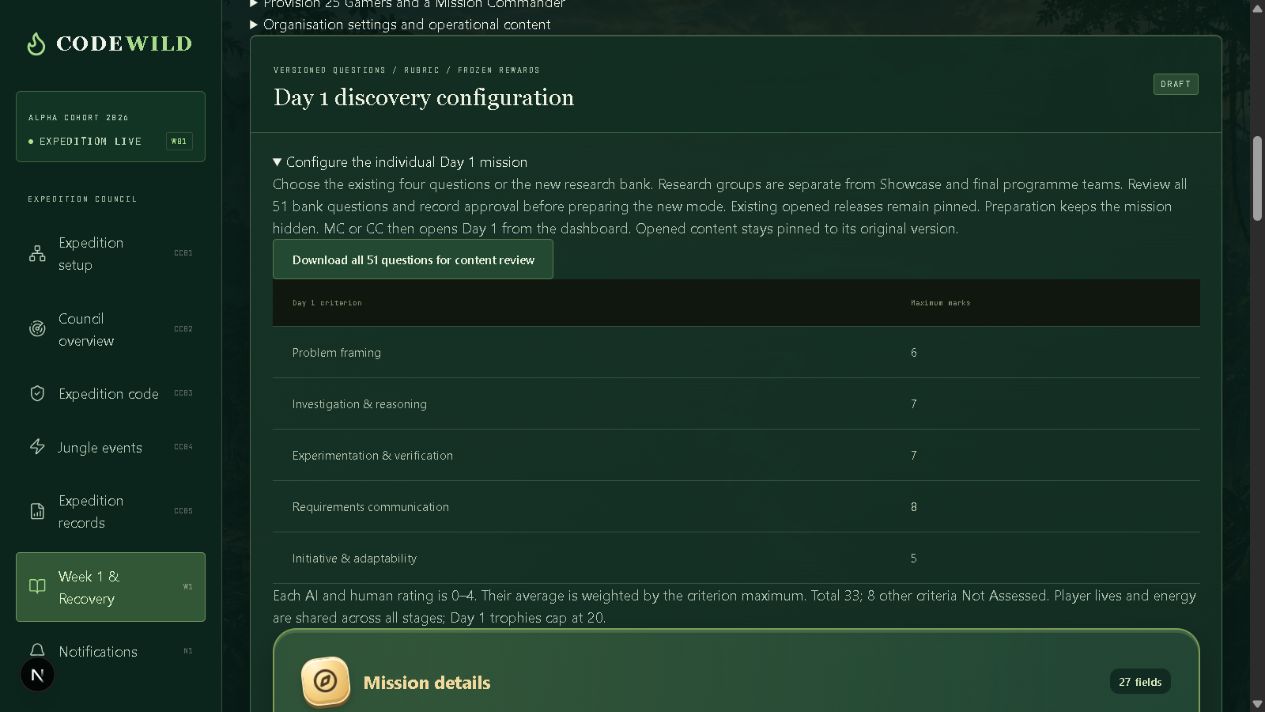 CODEWILD
ALPHA COHORT 2026
EXPEDITION LIVE W01
EXPEDITION COUNCIL
Expedition
setup
CC01
Council
overview
CC02
Expedition code CC03
Jungle events CC04
Expedition
records
CC05
Week 1 &
Recovery
W1
Notifications N1
N
Provision 25 Gamers and a Mission Commander
Organisation settings and operational content
VERSIONED QUESTIONS / RUBRIC / FROZEN REWARDS
Day 1 discovery configuration
DRAFT
Configure the individual Day 1 mission
Choose the existing four questions or the new research bank. Research groups are separate from Showcase and final programme teams. Review all
51 bank questions and record approval before preparing the new mode. Existing opened releases remain pinned. Preparation keeps the mission
hidden. MC or CC then opens Day 1 from the dashboard. Opened content stays pinned to its original version.
Download all 51 questions for content review
Day 1 criterion Maximum marks
Problem framing 6
Investigation & reasoning 7
Experimentation & verification 7
Requirements communication 8
Initiative & adaptability 5
Each AI and human rating is 0–4. Their average is weighted by the criterion maximum. Total 33; 8 other criteria Not Assessed. Player lives and energy
are shared across all stages; Day 1 trophies cap at 20.
Mission details
27 fields